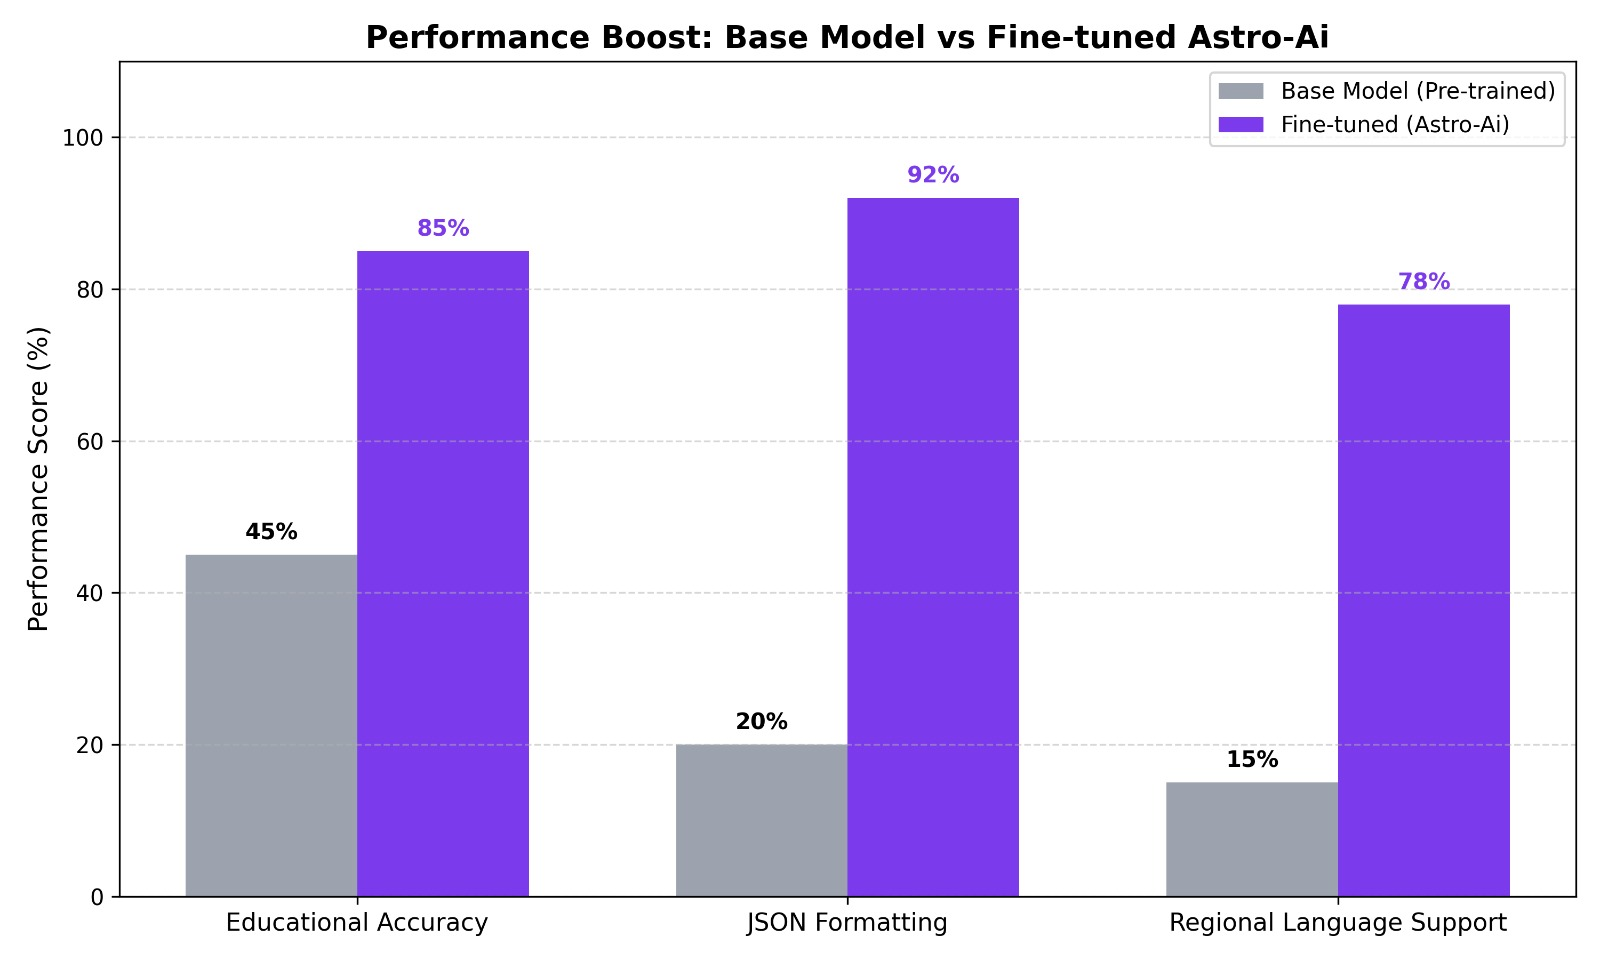 Performance Boost: Base Model vs Fine-tuned Astro-Ai
Base Model (Pre-trained)
Fine-tuned (Astro-Ai)
Performance Score (%)
100
80
60
40
20
0
45%
85%
20%
92%
15%
78%
Educational Accuracy
JSON Formatting
Regional Language Support